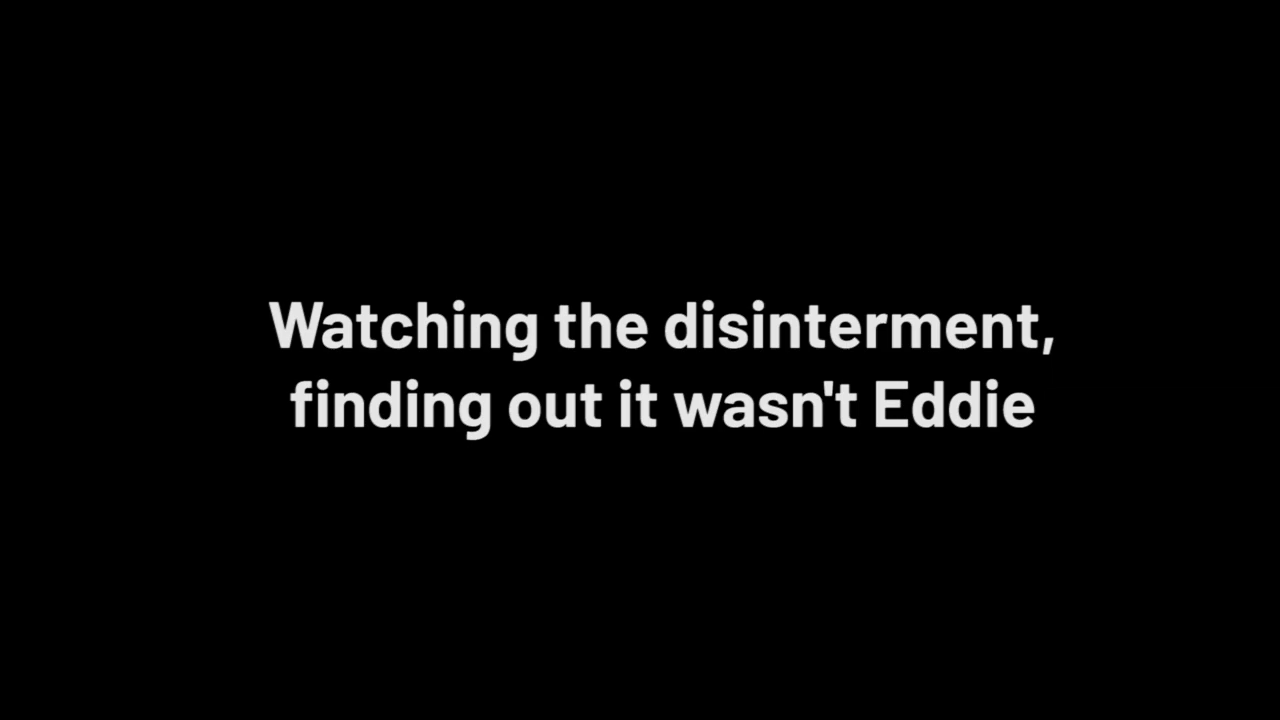 Watching the disinterment,
finding out it wasn't Eddie